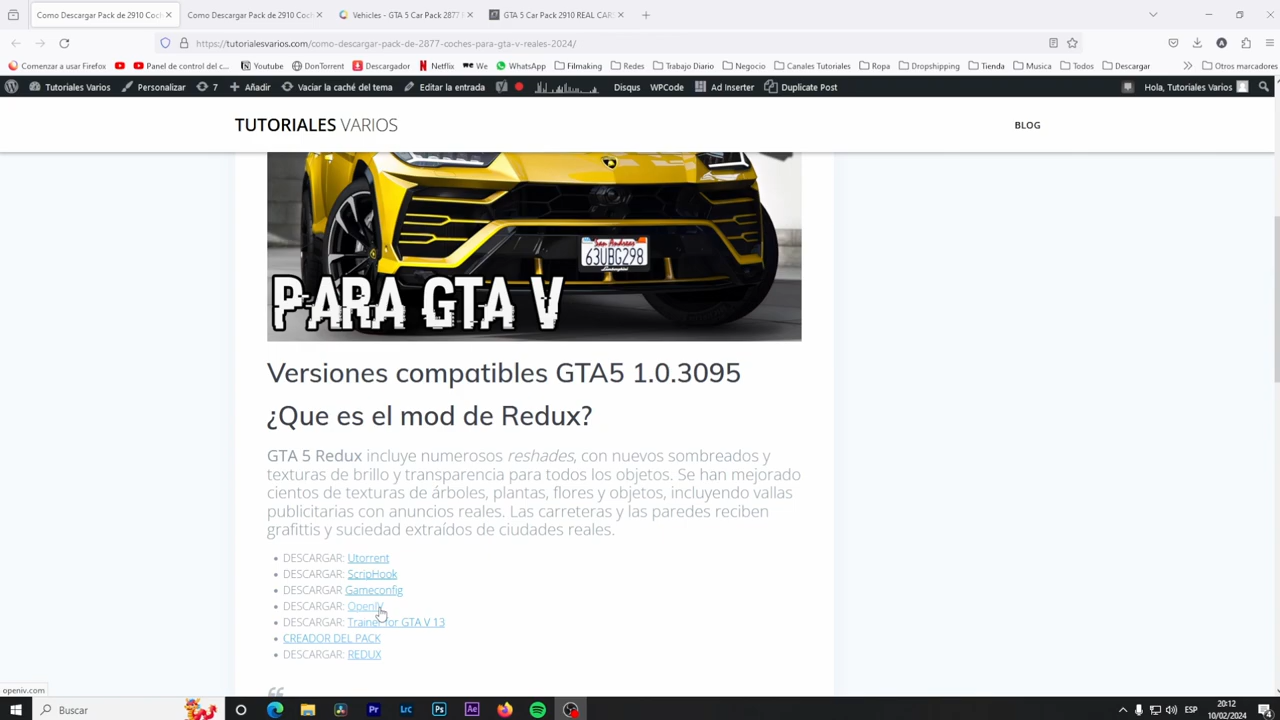 Como Descargar Pack de 2910 Coch
Como Descargar Pack de 2910 Coch
Vehicles - GTA 5 Car Pack 2877
GTA 5 Car Pack 2910 REAL CAR
https://tutorialesvarios.com/como-descargar-pack-de-2877-coches-para-gta-v-reales-2024/
Comenzar a usar Firefox
Panel de control del c...
Youtube
DonTorrent
Descargador
Netflix
We
WhatsApp
Filmaking
Redes
Trabajo Diario
Negocio
Canales Tutoriales
Ropa
Dropshipping
Tienda
Musica
Todos
Descargar
Otros marcadores
Tutoriales Varios
Personalizar
7
Añadir
Vaciar la caché del tema
Editar la entrada
Disqus
WPCode
Ad Inserter
Duplicate Post
Hola, Tutoriales Varios
TUTORIALES VARIOS
BLOG
San Andreas
63UBG298
PARA GTA V
Versiones compatibles GTA5 1.0.3095
¿Que es el mod de Redux?
GTA 5 Redux incluye numerosos reshades, con nuevos sombreados y
texturas de brillo y transparencia para todos los objetos. Se han mejorado
cientos de texturas de árboles, plantas, flores y objetos, incluyendo vallas
publicitarias con anuncios reales. Las carreteras y las paredes reciben
grafittis y suciedad extraídos de ciudades reales.
• DESCARGAR: Utorrent
• DESCARGAR: ScripHook
• DESCARGAR Gameconfig
• DESCARGAR: OpenIV
• DESCARGAR: Trainer for GTA V 13
• CREADOR DEL PACK
• DESCARGAR: REDUX
“
openiv.com
Buscar
Pr
Lrc
Ps
Ae
ESP
20:12
10/02/2024
4